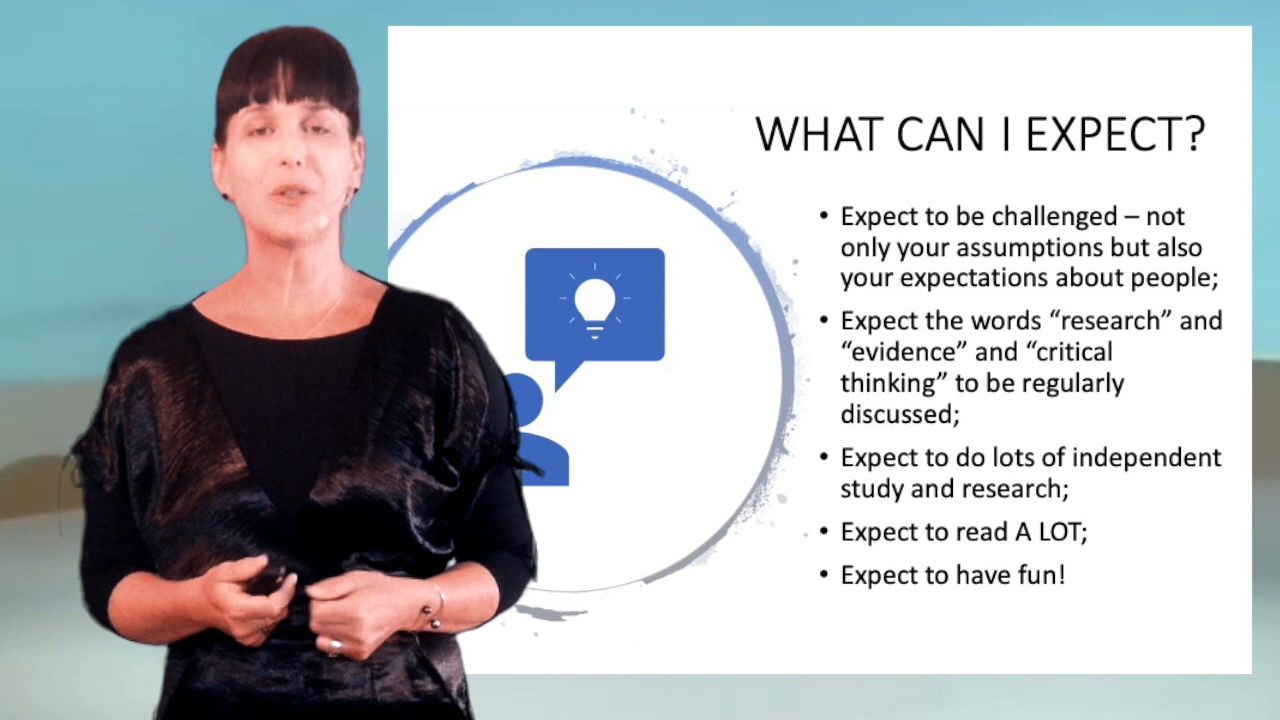 WHAT CAN I EXPECT?
• Expect to be challenged – not
only your assumptions but also
your expectations about people;
• Expect the words “research” and
“evidence” and “critical
thinking” to be regularly
discussed;
• Expect to do lots of independent
study and research;
• Expect to read A LOT;
• Expect to have fun!